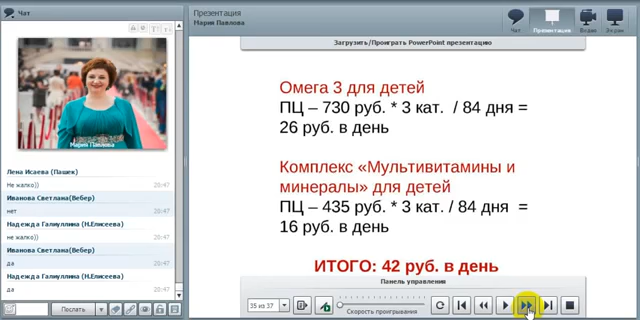 Чат
Мария Павлова
Лена Исаева (Пашек)
Не жалко))
20:47
Иванова Светлана(Вебер)
нет
20:47
Надежда Галиуллина (Н.Елисеева)
не жалко))
20:47
Иванова Светлана(Вебер)
да
20:47
Надежда Галиуллина (Н.Елисеева)
да
20:47
Послать
Презентация
Мария Павлова
Чат
Презентация
Видео
Экран
Загрузить/Проиграть PowerPoint презентацию
Омега 3 для детей
ПЦ – 730 руб. * 3 кат. / 84 дня =
26 руб. в день
Комплекс «Мультивитамины и
минералы» для детей
ПЦ – 435 руб. * 3 кат. / 84 дня =
16 руб. в день
ИТОГО: 42 руб. в день
Панель управления
35 из 37
Скорость проигрывания